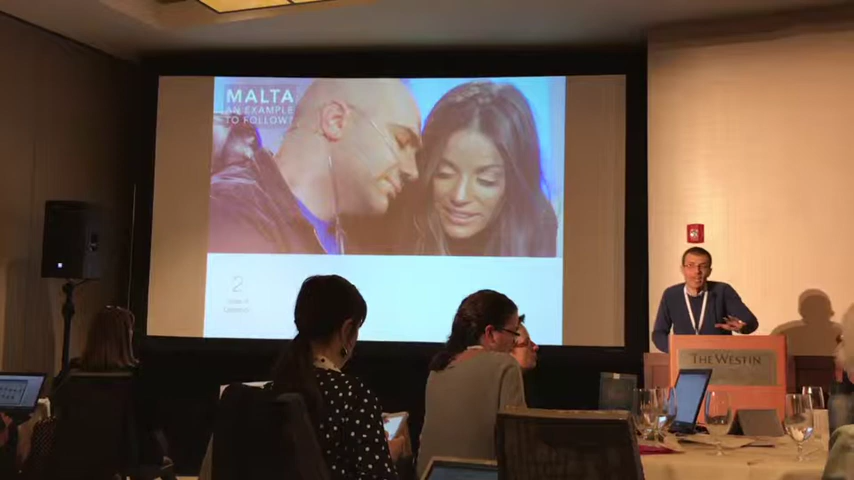 MALTA
AN EXAMPLE
TO FOLLOW?
2
THE WESTIN